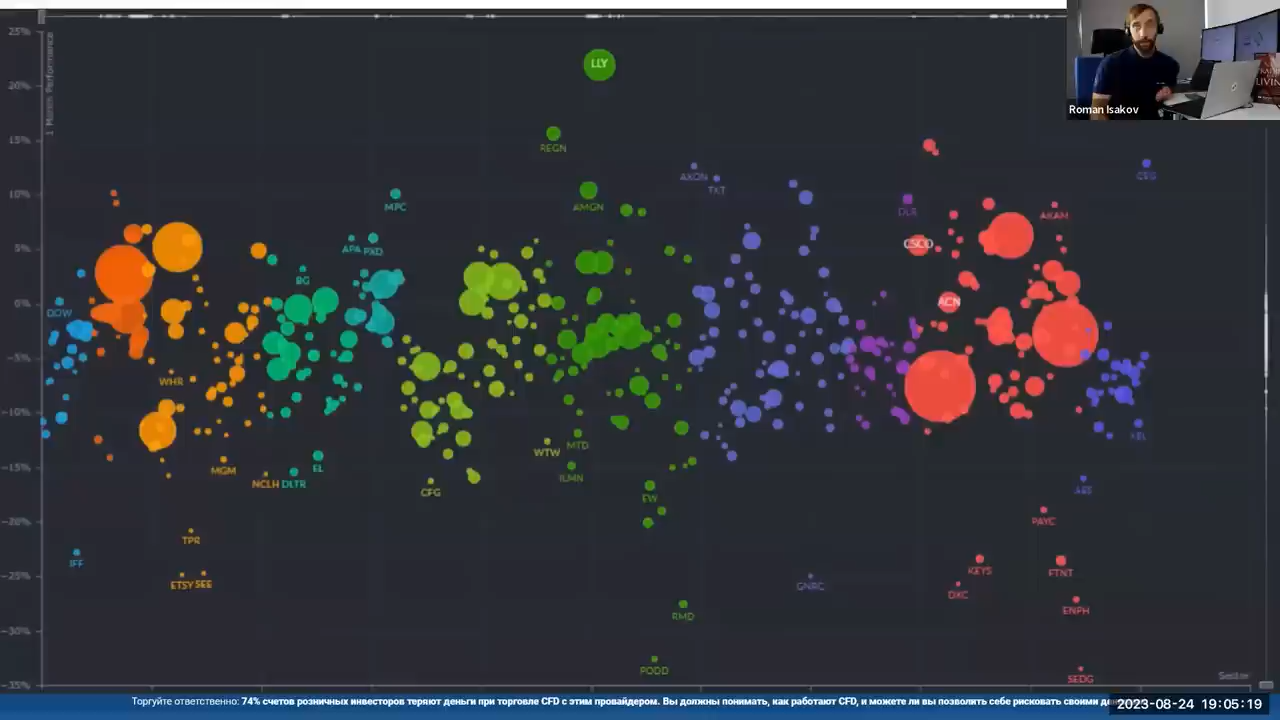 25%
20%
15%
10%
5%
0%
-5%
-10%
-15%
-20%
-25%
-30%
-35%
1 Month Performance
LLY
REGN
AXON
TXT
CEG
MPC
AMGN
DLR
AKAM
APA PXD
CSCO
BG
DOW
ACN
WHR
XEL
WTW
MTD
MGM
EL
ILMN
NCLH DLTR
CFG
EW
AES
PAYC
TPR
IFF
KEYS
FTNT
ETSY SEE
GNRC
DXC
ENPH
RMD
PODD
SEDG
Sector
Roman Isakov
Торгуйте ответственно: 74% счетов розничных инвесторов теряют деньги при торговле CFD с этим провайдером. Вы должны понимать, как работают CFD, и можете ли вы позволить себе рисковать своими
2023-08-24 19:05:19